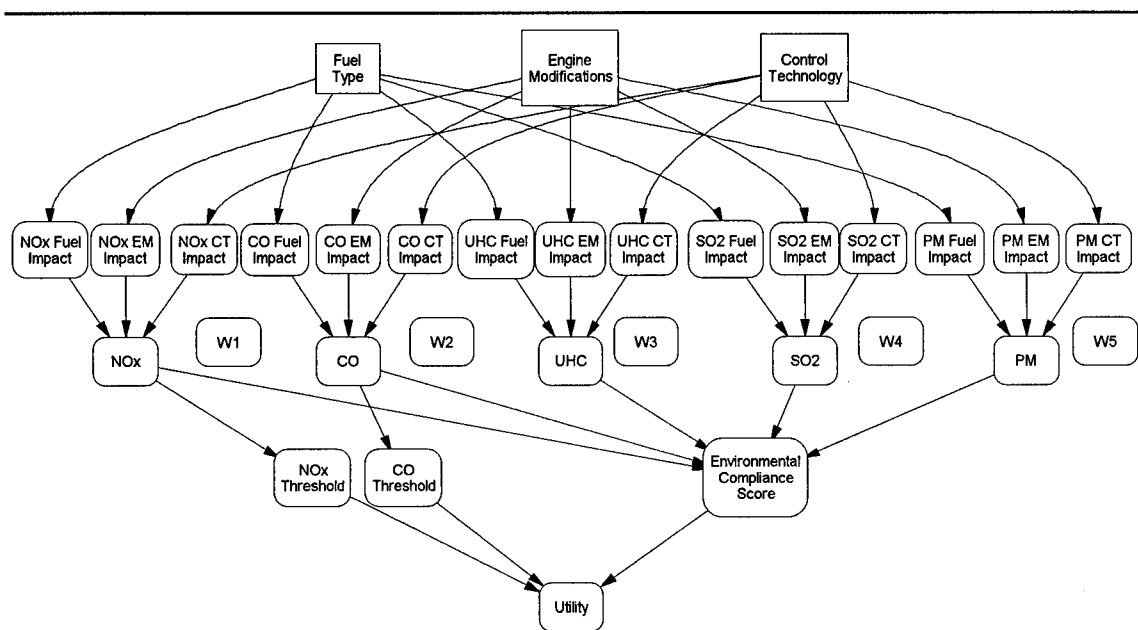 Fuel
Type
Engine
Modifications
Control
Technology
NOx Fuel
Impact
NOx EM
Impact
NOx CT
Impact
CO Fuel
Impact
CO EM
Impact
CO CT
Impact
UHC Fuel
Impact
UHC EM
Impact
UHC CT
Impact
SO2 Fuel
Impact
SO2 EM
Impact
SO2 CT
Impact
PM Fuel
Impact
PM EM
Impact
PM CT
Impact
NOx
W1
CO
W2
UHC
W3
SO2
W4
PM
W5
NOx
Threshold
CO
Threshold
Environmental
Compliance
Score
Utility